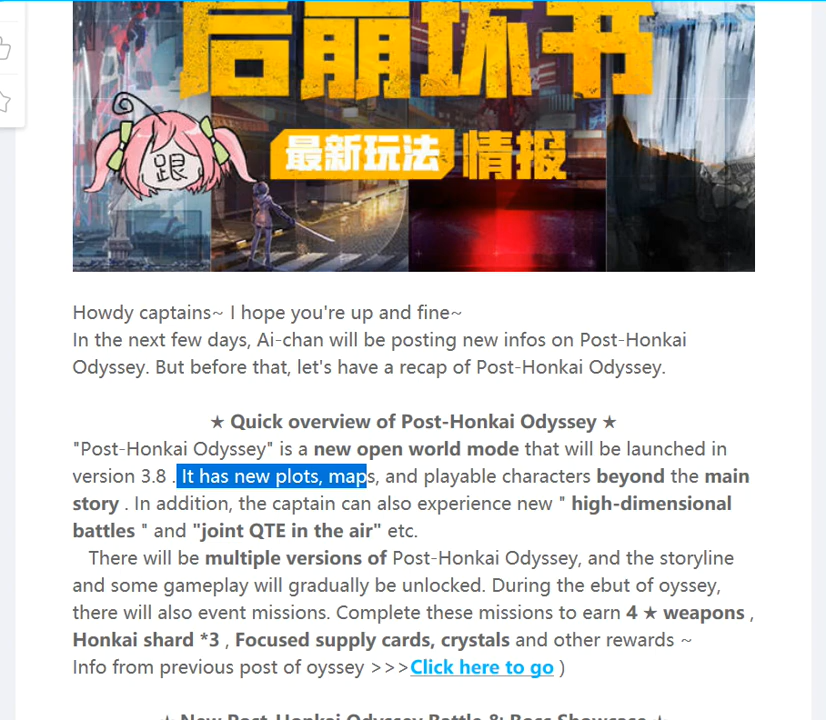 后崩坏书
跟
最新玩法 情报
Howdy captains~ I hope you're up and fine~
In the next few days, Ai-chan will be posting new infos on Post-Honkai
Odyssey. But before that, let's have a recap of Post-Honkai Odyssey.
★ Quick overview of Post-Honkai Odyssey ★
"Post-Honkai Odyssey" is a new open world mode that will be launched in
version 3.8 . It has new plots, maps, and playable characters beyond the main
story . In addition, the captain can also experience new " high-dimensional
battles " and "joint QTE in the air" etc.
There will be multiple versions of Post-Honkai Odyssey, and the storyline
and some gameplay will gradually be unlocked. During the ebut of oyssey,
there will also event missions. Complete these missions to earn 4 ★ weapons ,
Honkai shard *3 , Focused supply cards, crystals and other rewards ~
Info from previous post of oyssey >>>Click here to go )
★ New Post-Honkai Odyssey Battle & Boss Showcase ★